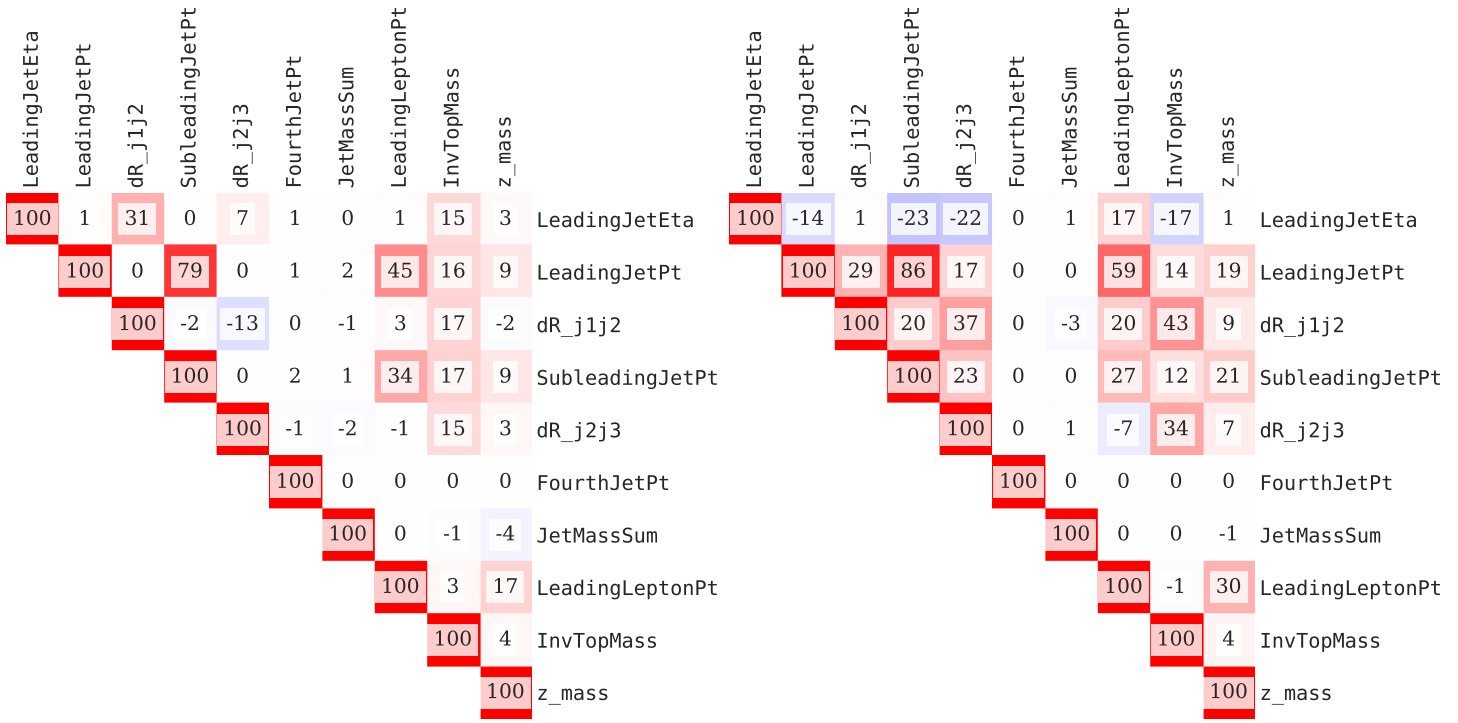 LeadingJetEta LeadingJetPt dR_j1j2 SubleadingJetPt dR_j2j3 FourthJetPt JetMassSum LeadingLeptonPt InvTopMass z_mass
100 1 31 0 7 1 0 1 15 3 LeadingJetEta
100 0 79 0 1 2 45 16 9 LeadingJetPt
100 -2 -13 0 -1 3 17 -2 dR_j1j2
100 0 2 1 34 17 9 SubleadingJetPt
100 -1 -2 -1 15 3 dR_j2j3
100 0 0 0 0 FourthJetPt
100 0 -1 -4 JetMassSum
100 3 17 LeadingLeptonPt
100 4 InvTopMass
100 z_mass
LeadingJetEta LeadingJetPt dR_j1j2 SubleadingJetPt dR_j2j3 FourthJetPt JetMassSum LeadingLeptonPt InvTopMass z_mass
100 -14 1 -23 -22 0 1 17 -17 1 LeadingJetEta
100 29 86 17 0 0 59 14 19 LeadingJetPt
100 20 37 0 -3 20 43 9 dR_j1j2
100 23 0 0 27 12 21 SubleadingJetPt
100 0 1 -7 34 7 dR_j2j3
100 0 0 0 0 FourthJetPt
100 0 0 -1 JetMassSum
100 -1 30 LeadingLeptonPt
100 4 InvTopMass
100 z_mass